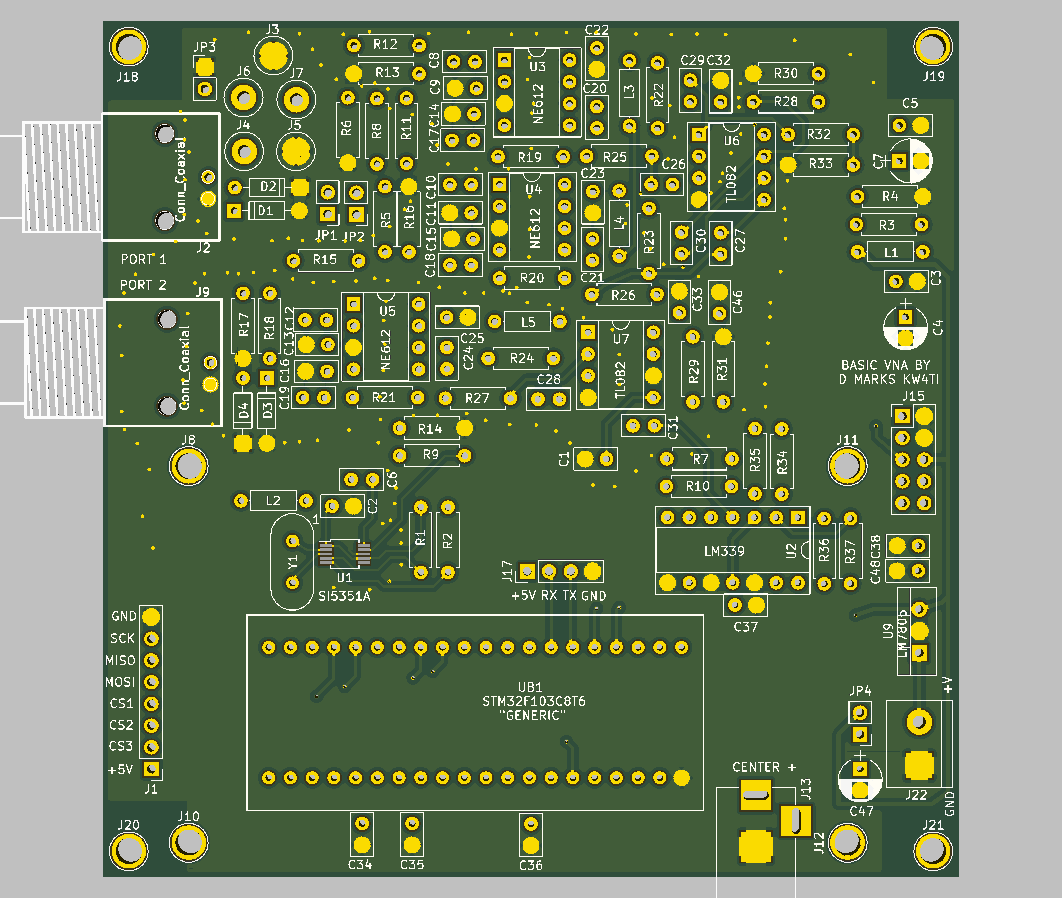 J3
C22
JP3
R12
J18
J6
J7
C8
U3
C29
C32
R30
J19
R13
C9
NE612
L3
R22
R28
C5
C14
C20
R6
R8
R11
C17
U6
R32
J4
J5
R19
R25
C26
TL082
R33
C7
Conn_Coaxial
D2
C10
U4
C23
R4
D1
C11
NE612
L4
J2
JP1
JP2
R5
R16
C15
R23
C30
C27
R3
PORT 1
R15
C18
L1
PORT 2
R20
C21
C3
J9
R26
C33
C46
C4
R17
R18
C12
U5
L5
U7
C13
NE612
C25
C24
R24
R29
R31
BASIC VNA BY
D MARKS KW4TI
Conn_Coaxial
C16
TL082
C28
J15
D4
D3
C19
R21
R27
R14
C31
J8
R9
C1
R7
R35
R34
J11
C6
R10
L2
C2
1
R1
R2
LM339
U2
R36
R37
C38
Y1
U1
J17
C48
SI5351A
+5V RX TX GND
C37
U9
LM7805
GND
SCK
MISO
MOSI
CS1
CS2
CS3
+5V
J1
UB1
STM32F103C8T6
"GENERIC"
JP4
+V
CENTER +
J13
J22
GND
C47
J20
J10
J12
J21
C34
C35
C36